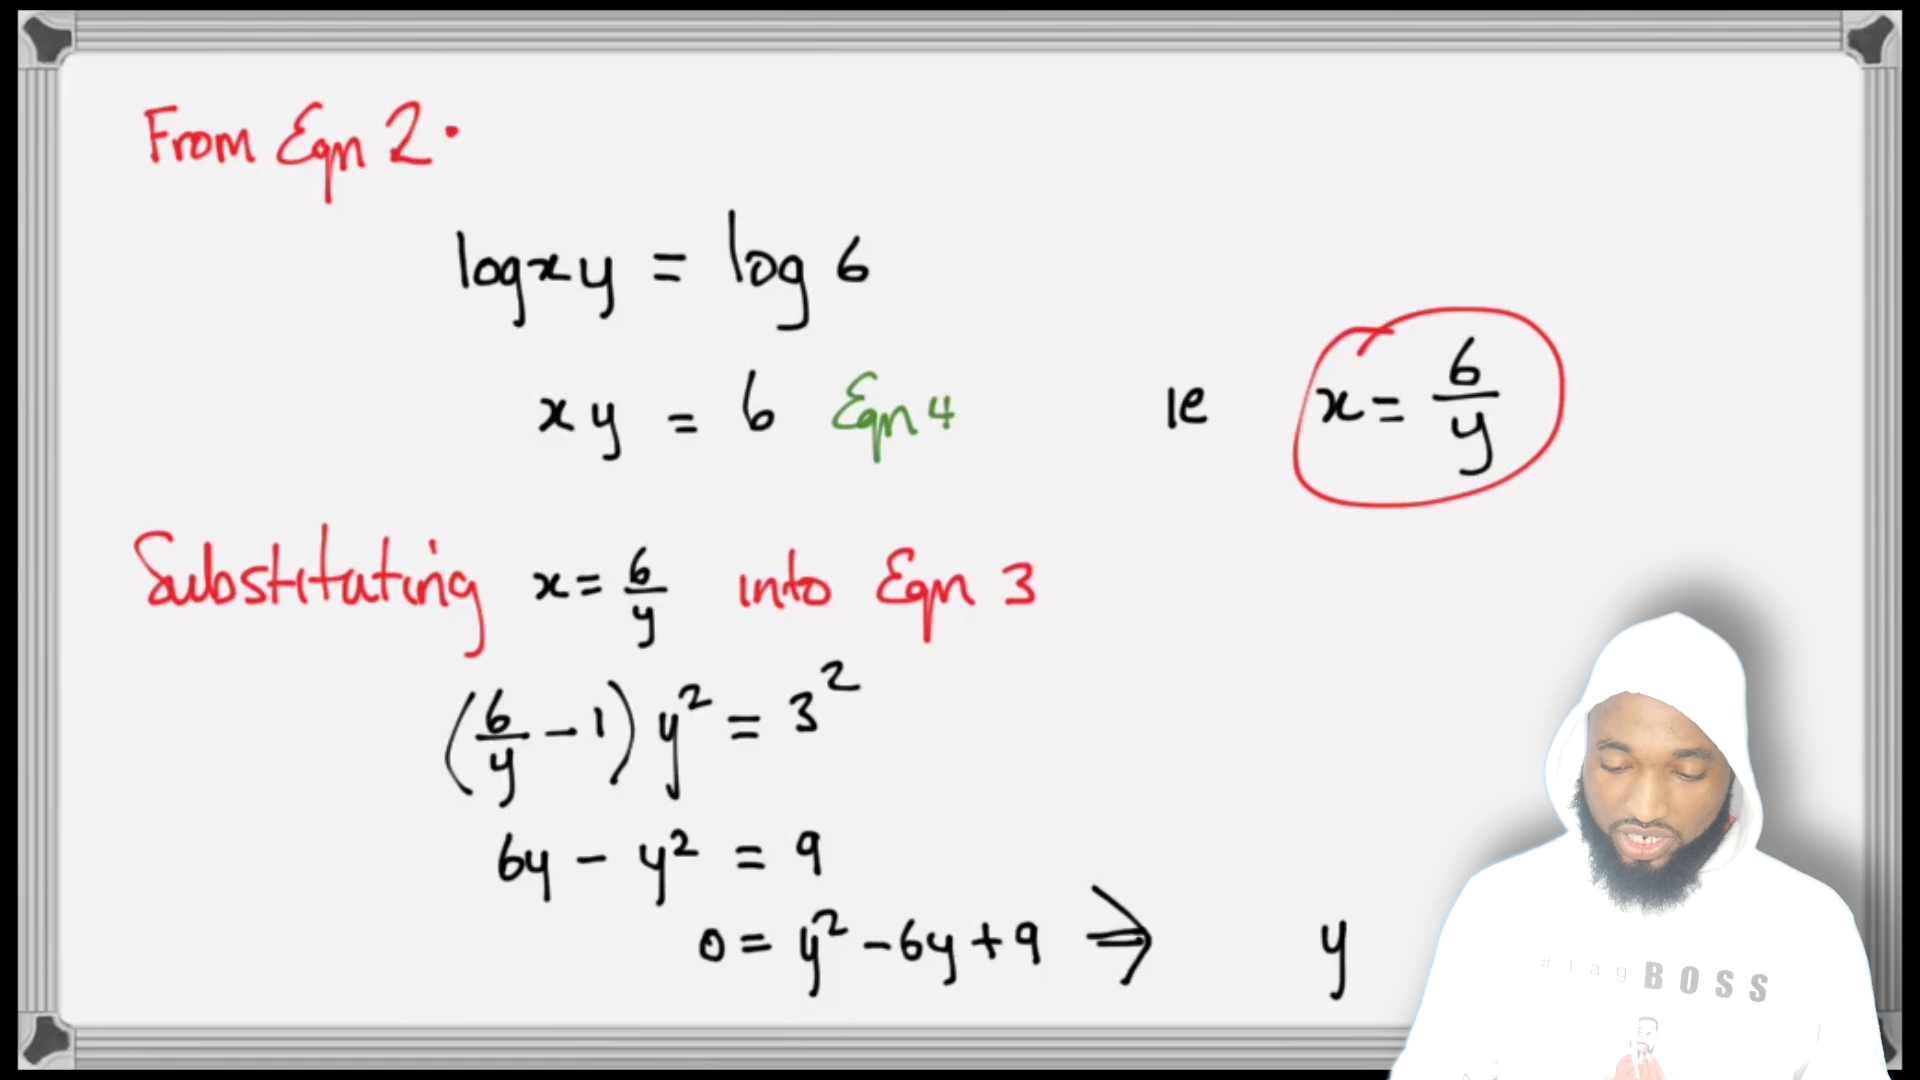 From Eqn 2.
log xy = log 6
xy = 6 Eqn 4 ie x = 6/y
Substituting x = 6/y into Eqn 3
(6/y - 1) y² = 3²
6y - y² = 9
0 = y² - 6y + 9 ⇒ y
#tagBOSS